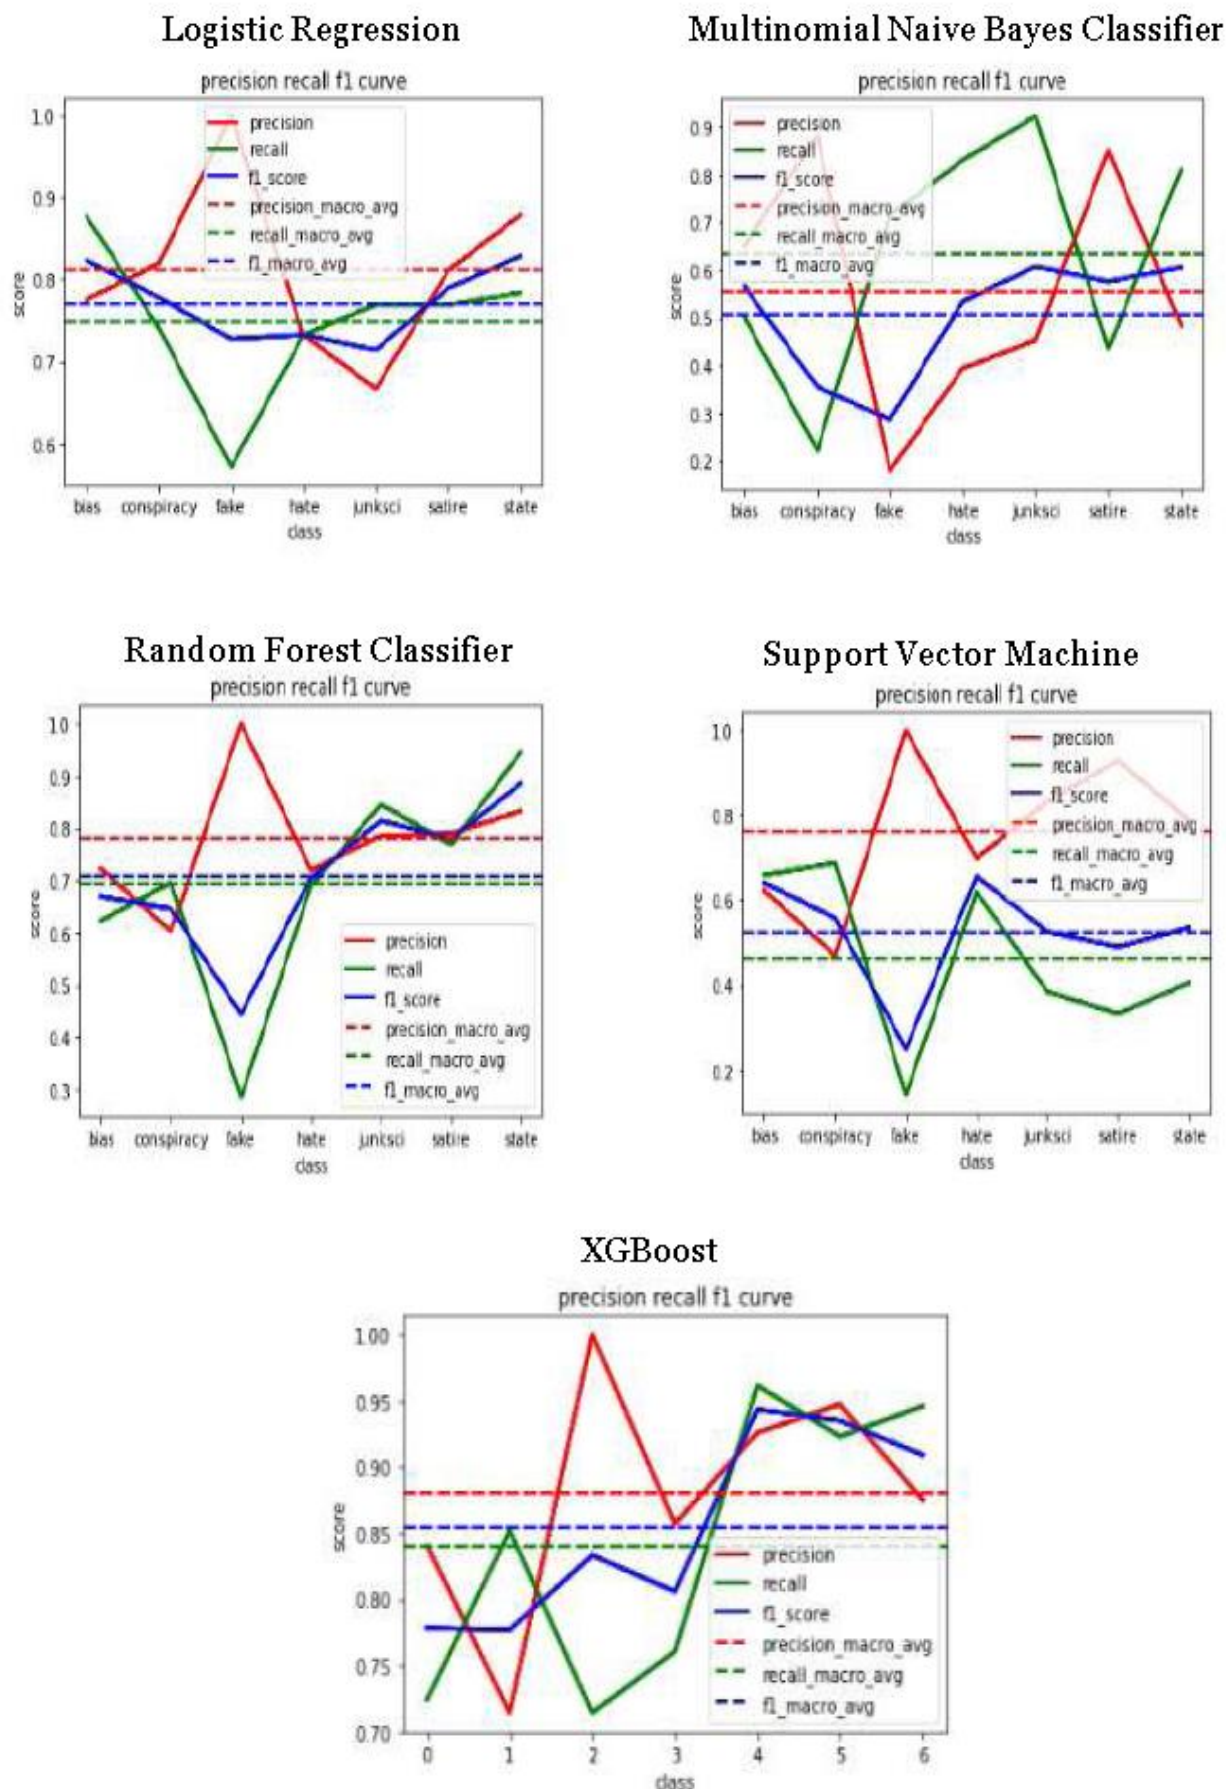 Logistic Regression
precision recall f1 curve
1.0
0.9
0.8
0.7
0.6
score
precision
recall
f1_score
precision_macro_avg
recall_macro_avg
f1_macro_avg
bias conspiracy fake hate junksci satire state
class
Multinomial Naive Bayes Classifier
precision recall f1 curve
0.9
0.8
0.7
0.6
0.5
0.4
0.3
0.2
score
precision
recall
f1_score
precision_macro_avg
recall_macro_avg
f1_macro_avg
bias conspiracy fake hate junksci satire state
class
Random Forest Classifier
precision recall f1 curve
1.0
0.9
0.8
0.7
0.6
0.5
0.4
0.3
score
precision
recall
f1_score
precision_macro_avg
recall_macro_avg
f1_macro_avg
bias conspiracy fake hate junksci satire state
class
Support Vector Machine
precision recall f1 curve
1.0
0.8
0.6
0.4
0.2
score
precision
recall
f1_score
precision_macro_avg
recall_macro_avg
f1_macro_avg
bias conspiracy fake hate junksci satire state
class
XGBoost
precision recall f1 curve
1.00
0.95
0.90
0.85
0.80
0.75
0.70
score
precision
recall
f1_score
precision_macro_avg
recall_macro_avg
f1_macro_avg
0 1 2 3 4 5 6
class